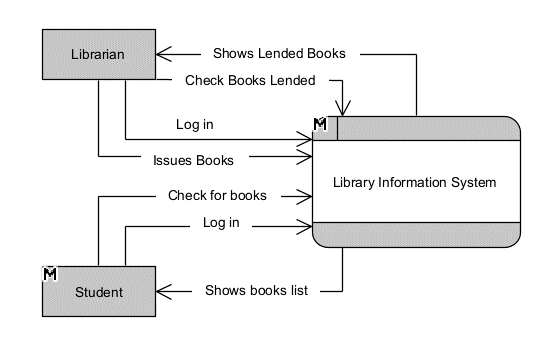 Librarian
Shows Lended Books
Check Books Lended
Log in
M
Issues Books
Library Information System
Check for books
Log in
M
Student
Shows books list